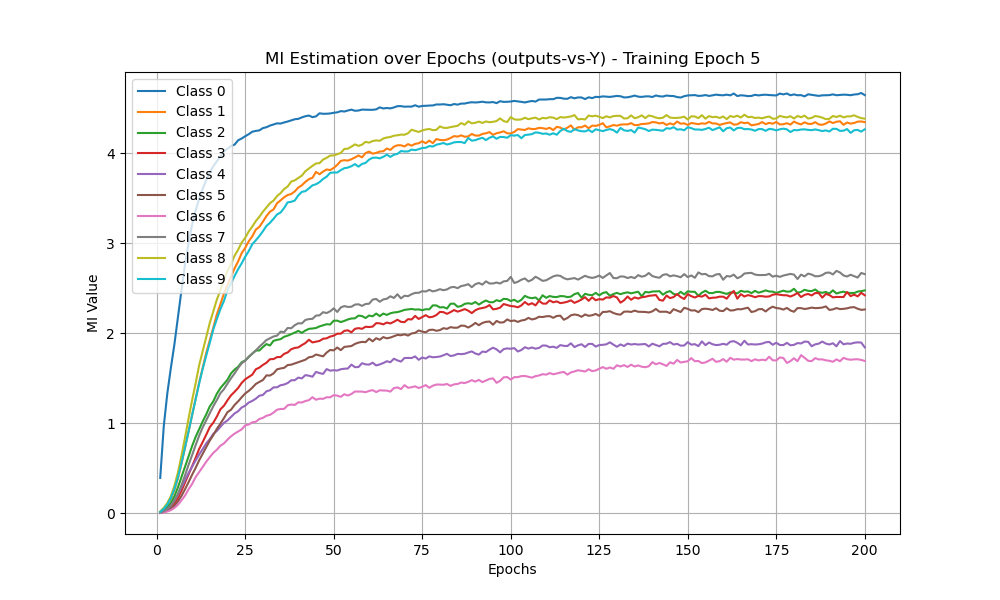 MI Estimation over Epochs (outputs-vs-Y) - Training Epoch 5
Class 0
Class 1
Class 2
Class 3
Class 4
Class 5
Class 6
Class 7
Class 8
Class 9
MI Value
4
3
2
1
0
0 25 50 75 100 125 150 175 200
Epochs